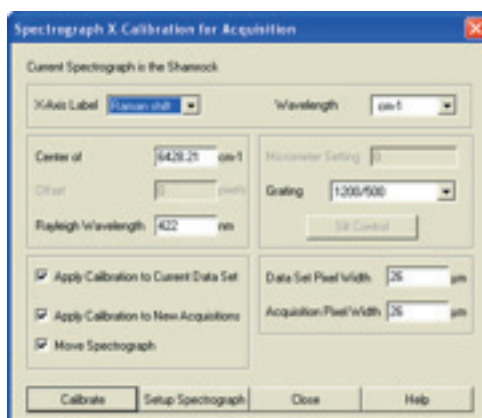 Spectrograph X Calibration for Acquisition
Current Spectrograph is the Shamrock
X-Axis Label Raman shift Wavelength cm-1
Center of 6428.21 cm-1 Micrometer Setting 0
Offset 0 pixels Grating 1200/500
Rayleigh Wavelength 422 nm Slit Control
Apply Calibration to Current Data Set Data Set Pixel Width 26 µm
Apply Calibration to New Acquisitions Acquisition Pixel Width 26 µm
Move Spectrograph
Calibrate Setup Spectrograph Close Help